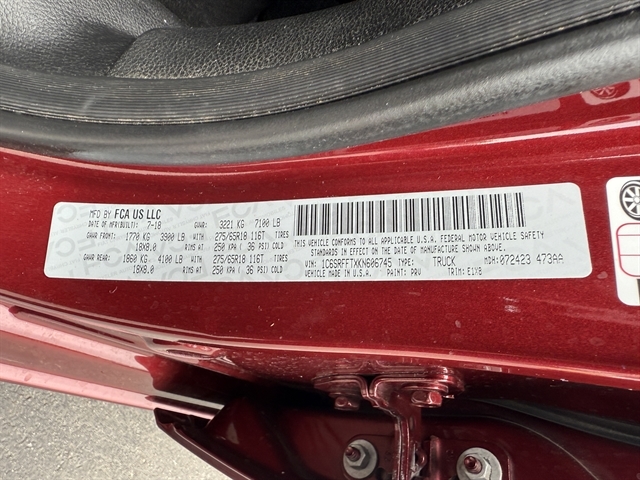 MFD BY FCA US LLC
DATE OF MFR(BUILT): 7-18 GVWR: 3221 KG 7100 LB
GAWR FRONT: 1770 KG 3900 LB WITH 275/65R18 116T TIRES
18X8.0 RIMS AT 250 KPA ( 36 PSI) COLD
GAWR REAR: 1860 KG 4100 LB WITH 275/65R18 116T TIRES
18X8.0 RIMS AT 250 KPA ( 36 PSI) COLD
THIS VEHICLE CONFORMS TO ALL APPLICABLE U.S.A. FEDERAL MOTOR VEHICLE SAFETY
STANDARDS IN EFFECT ON THE DATE OF MANUFACTURE SHOWN ABOVE.
VIN: 1C6SRFFTXKN606745 TYPE: TRUCK MDH: 072423 473AA
VEHICLE MADE IN U.S.A. PAINT: PRV TRIM: E1X8